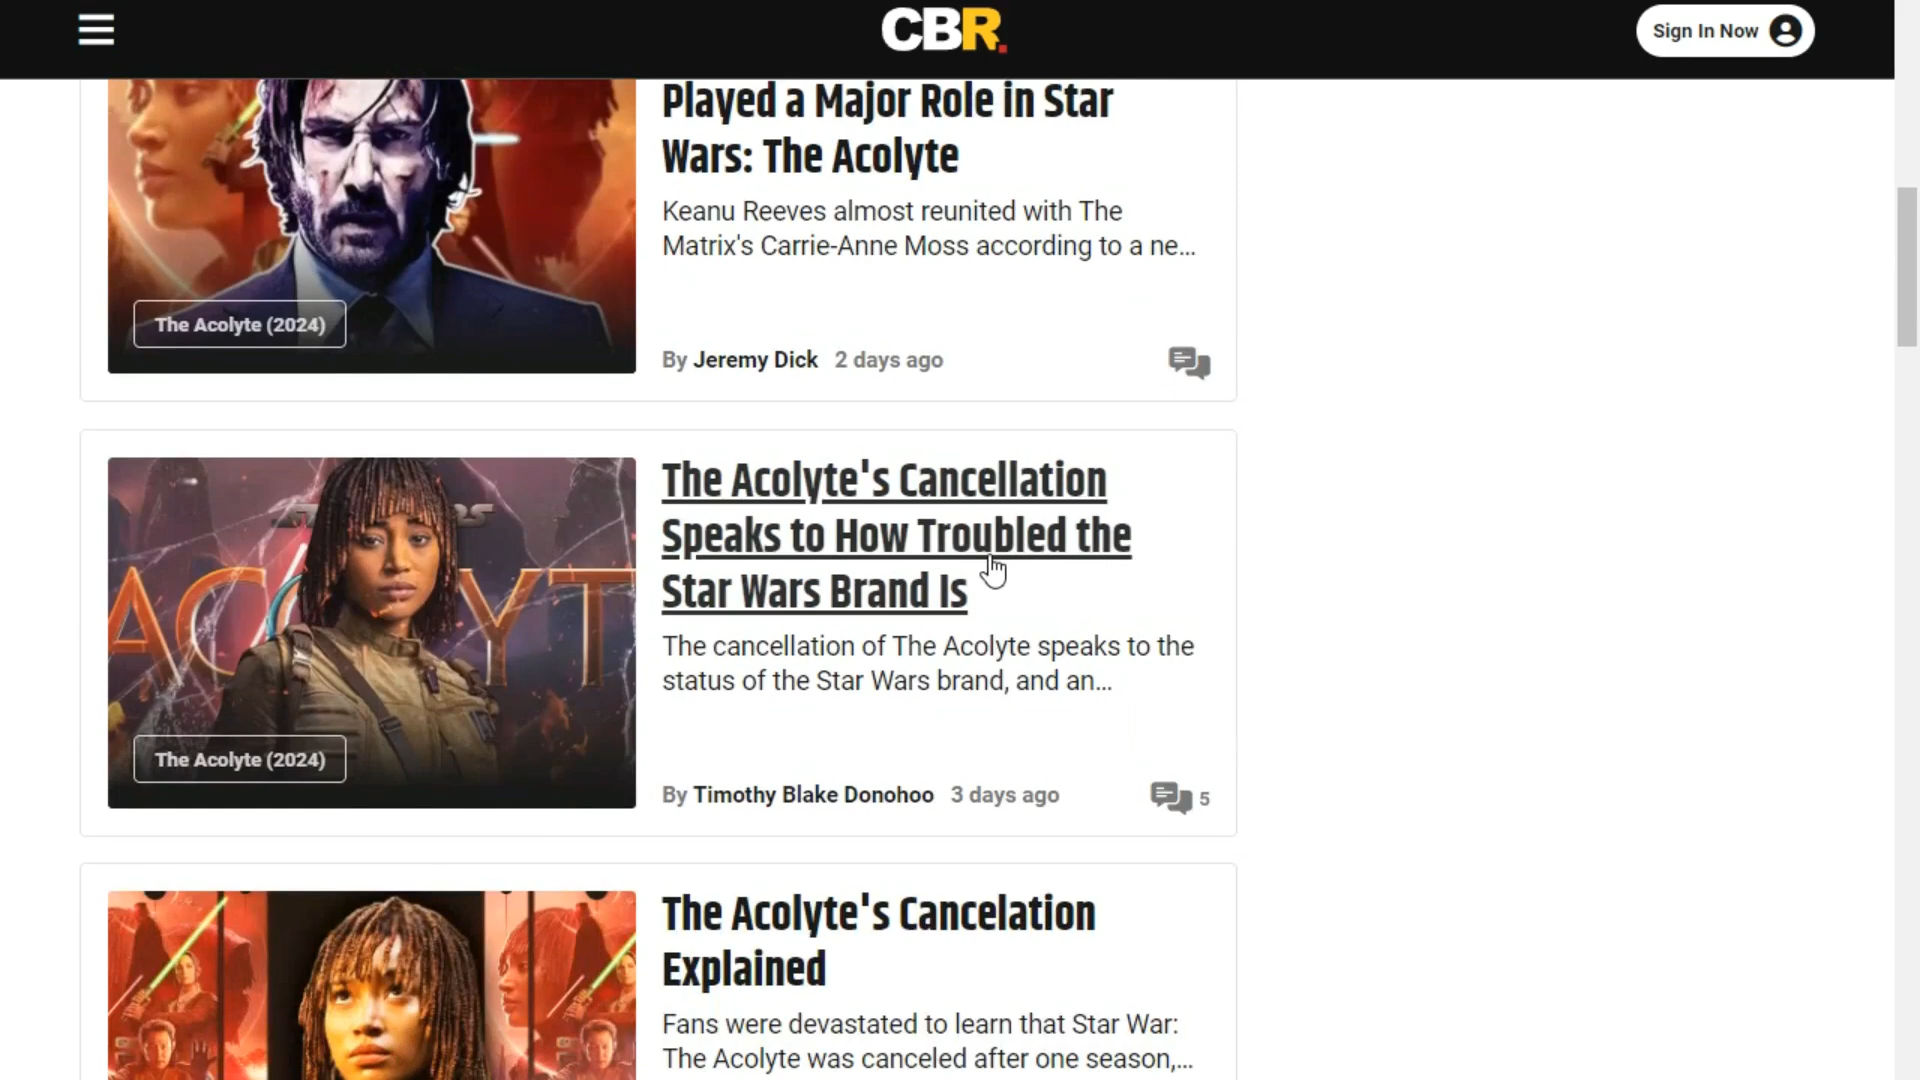 CBR.
Sign In Now
Played a Major Role in Star
Wars: The Acolyte
Keanu Reeves almost reunited with The
Matrix's Carrie-Anne Moss according to a ne...
The Acolyte (2024)
By Jeremy Dick 2 days ago
The Acolyte's Cancellation
Speaks to How Troubled the
Star Wars Brand Is
The cancellation of The Acolyte speaks to the
status of the Star Wars brand, and an...
ACOLYT
The Acolyte (2024)
By Timothy Blake Donohoo 3 days ago
5
The Acolyte's Cancelation
Explained
Fans were devastated to learn that Star War:
The Acolyte was canceled after one season,...